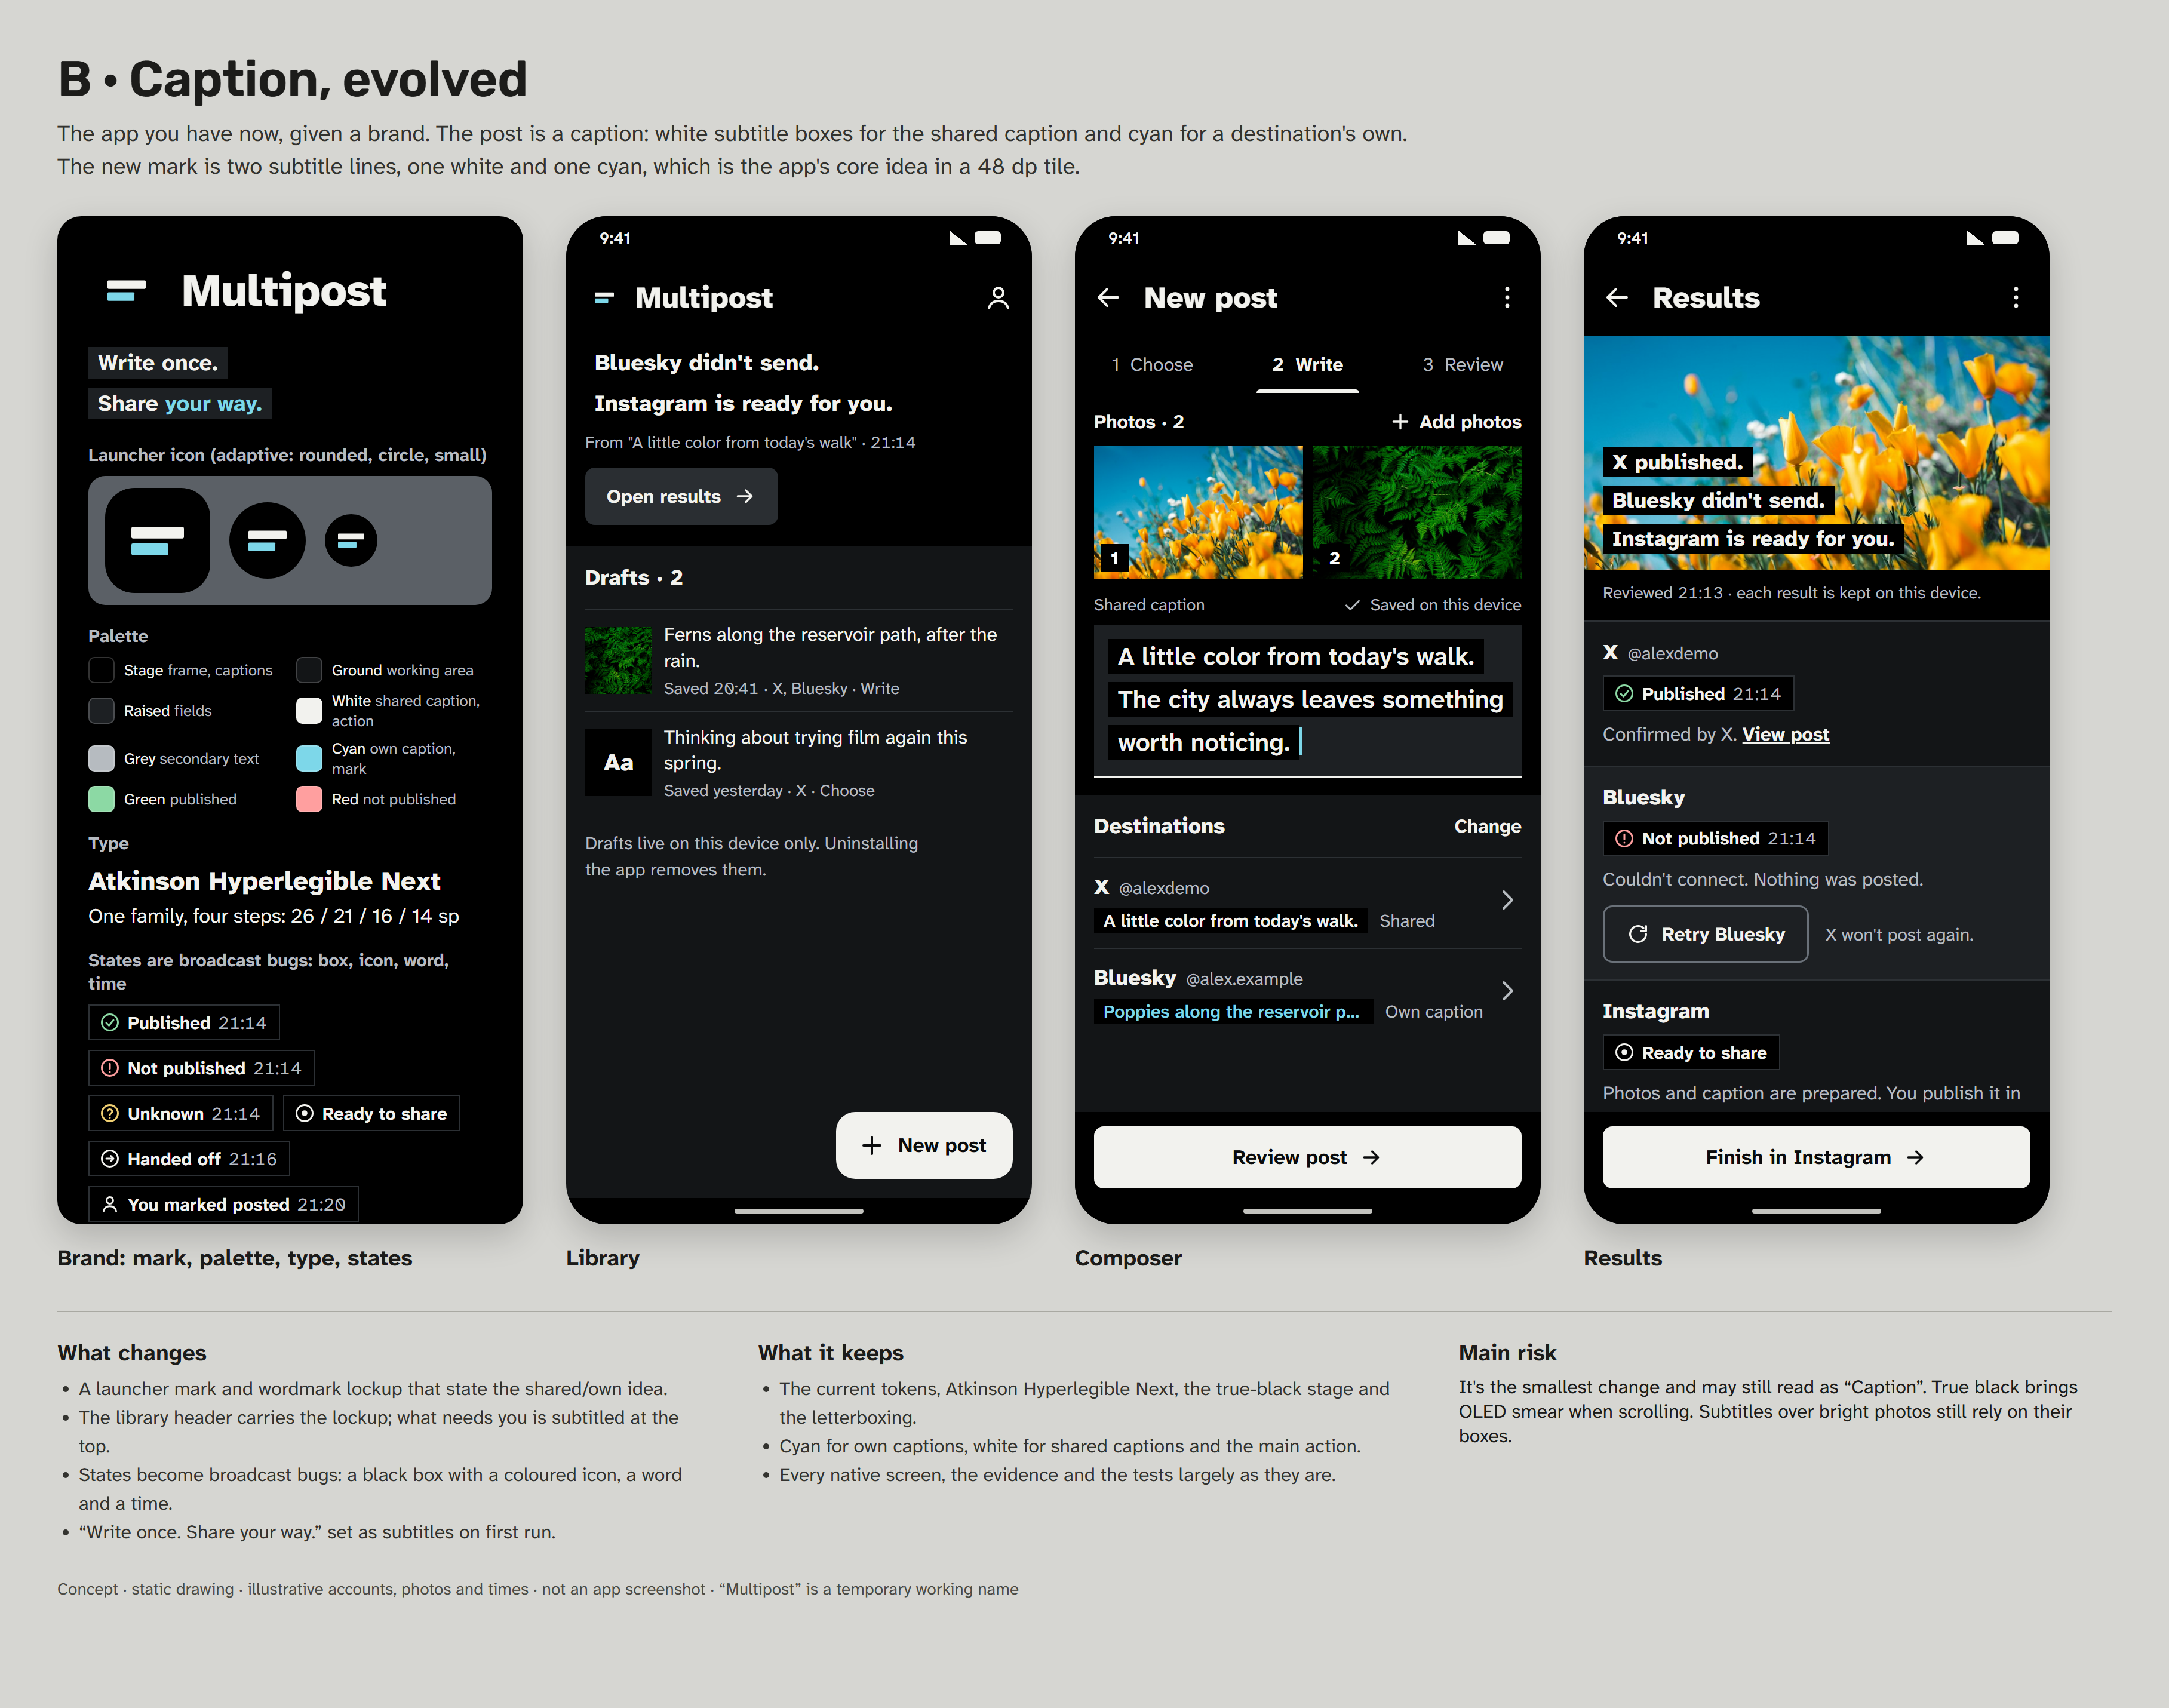 B • Caption, evolved
The app you have now, given a brand. The post is a caption: white subtitle boxes for the shared caption and cyan for a destination's own.
The new mark is two subtitle lines, one white and one cyan, which is the app's core idea in a 48 dp tile.
Multipost
Write once.
Share your way.
Launcher icon (adaptive: rounded, circle, small)
Palette
Stage frame, captions
Ground working area
Raised fields
White shared caption,
action
Grey secondary text
Cyan own caption,
mark
Green published
Red not published
Type
Atkinson Hyperlegible Next
One family, four steps: 26 / 21 / 16 / 14 sp
States are broadcast bugs: box, icon, word,
time
Published 21:14
Not published 21:14
Unknown 21:14
Ready to share
Handed off 21:16
You marked posted 21:20
Brand: mark, palette, type, states
9:41
Multipost
Bluesky didn't send.
Instagram is ready for you.
From "A little color from today's walk" · 21:14
Open results
Drafts · 2
Ferns along the reservoir path, after the
rain.
Saved 20:41 · X, Bluesky · Write
Aa
Thinking about trying film again this
spring.
Saved yesterday · X · Choose
Drafts live on this device only. Uninstalling
the app removes them.
New post
Library
9:41
New post
1 Choose
2 Write
3 Review
Photos · 2
Add photos
1
2
Shared caption
Saved on this device
A little color from today's walk.
The city always leaves something
worth noticing.
Destinations
Change
X @alexdemo
A little color from today's walk. Shared
Bluesky @alex.example
Poppies along the reservoir p... Own caption
Review post
Composer
9:41
Results
X published.
Bluesky didn't send.
Instagram is ready for you.
Reviewed 21:13 · each result is kept on this device.
X @alexdemo
Published 21:14
Confirmed by X. View post
Bluesky
Not published 21:14
Couldn't connect. Nothing was posted.
Retry Bluesky
X won't post again.
Instagram
Ready to share
Photos and caption are prepared. You publish it in
Finish in Instagram
Results
What changes
• A launcher mark and wordmark lockup that state the shared/own idea.
• The library header carries the lockup; what needs you is subtitled at the
top.
• States become broadcast bugs: a black box with a coloured icon, a word
and a time.
• “Write once. Share your way.” set as subtitles on first run.
What it keeps
• The current tokens, Atkinson Hyperlegible Next, the true-black stage and
the letterboxing.
• Cyan for own captions, white for shared captions and the main action.
• Every native screen, the evidence and the tests largely as they are.
Main risk
It's the smallest change and may still read as “Caption”. True black brings
OLED smear when scrolling. Subtitles over bright photos still rely on their
boxes.
Concept · static drawing · illustrative accounts, photos and times · not an app screenshot · “Multipost” is a temporary working name